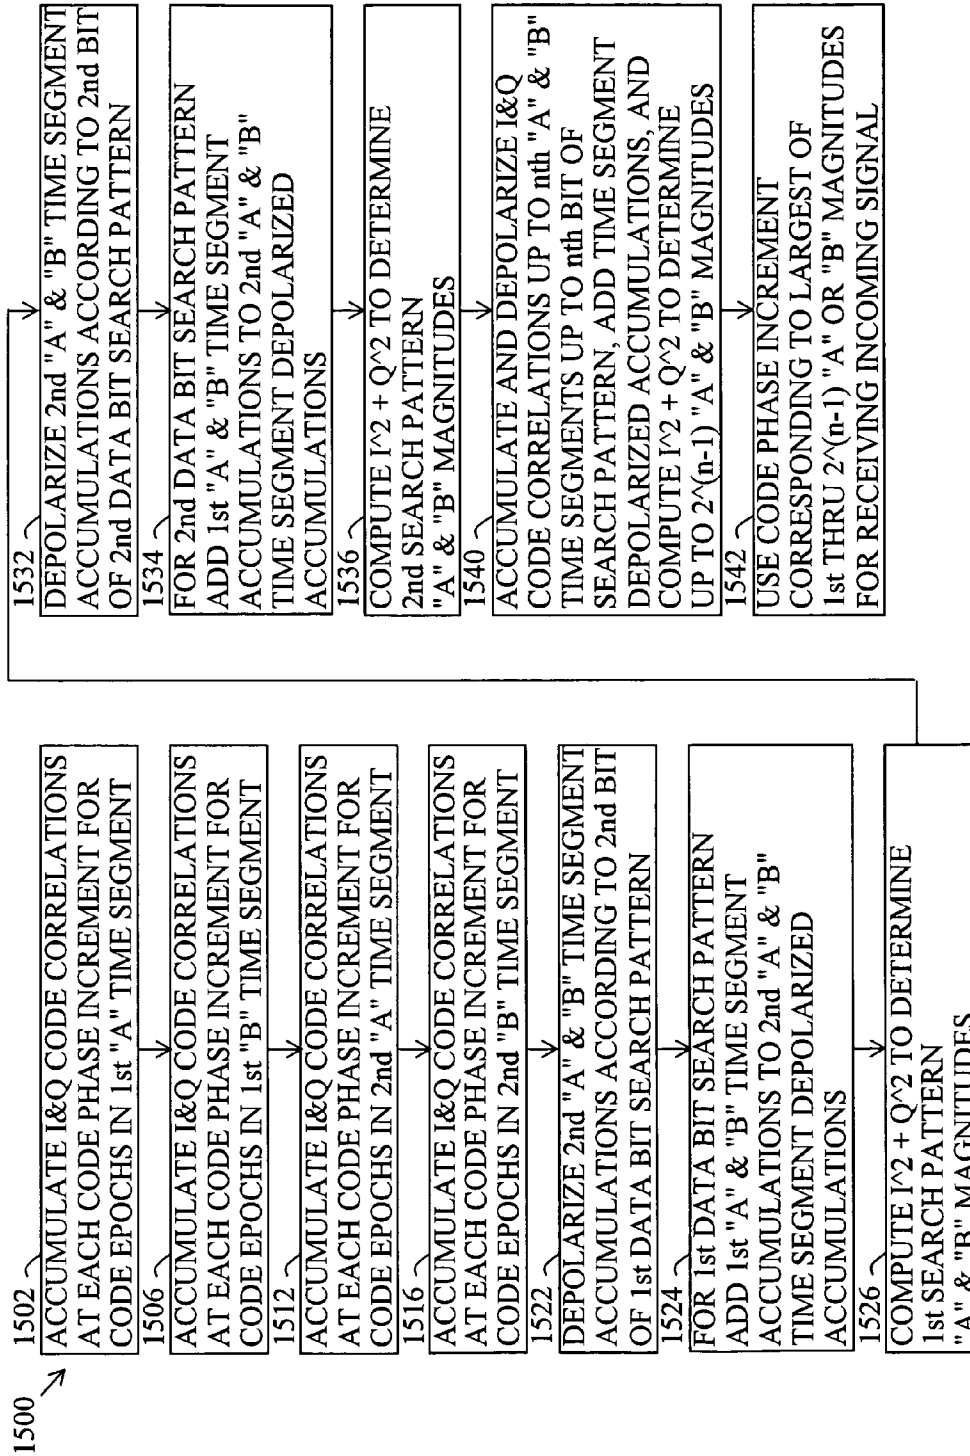 1500
1502
ACCUMULATE I&Q CODE CORRELATIONS
AT EACH CODE PHASE INCREMENT FOR
CODE EPOCHS IN 1st "A" TIME SEGMENT
1506
ACCUMULATE I&Q CODE CORRELATIONS
AT EACH CODE PHASE INCREMENT FOR
CODE EPOCHS IN 1st "B" TIME SEGMENT
1512
ACCUMULATE I&Q CODE CORRELATIONS
AT EACH CODE PHASE INCREMENT FOR
CODE EPOCHS IN 2nd "A" TIME SEGMENT
1516
ACCUMULATE I&Q CODE CORRELATIONS
AT EACH CODE PHASE INCREMENT FOR
CODE EPOCHS IN 2nd "B" TIME SEGMENT
1522
DEPOLARIZE 2nd "A" & "B" TIME SEGMENT
ACCUMULATIONS ACCORDING TO 2nd BIT
OF 1st DATA BIT SEARCH PATTERN
1524
FOR 1st DATA BIT SEARCH PATTERN
ADD 1st "A" & "B" TIME SEGMENT
ACCUMULATIONS TO 2nd "A" & "B"
TIME SEGMENT DEPOLARIZED
ACCUMULATIONS
1526
COMPUTE I^2 + Q^2 TO DETERMINE
1st SEARCH PATTERN
"A" & "B" MAGNITUDES
1532
DEPOLARIZE 2nd "A" & "B" TIME SEGMENT
ACCUMULATIONS ACCORDING TO 2nd BIT
OF 2nd DATA BIT SEARCH PATTERN
1534
FOR 2nd DATA BIT SEARCH PATTERN
ADD 1st "A" & "B" TIME SEGMENT
ACCUMULATIONS TO 2nd "A" & "B"
TIME SEGMENT DEPOLARIZED
ACCUMULATIONS
1536
COMPUTE I^2 + Q^2 TO DETERMINE
2nd SEARCH PATTERN
"A" & "B" MAGNITUDES
1540
ACCUMULATE AND DEPOLARIZE I&Q
CODE CORRELATIONS UP TO nth "A" & "B"
TIME SEGMENTS UP TO nth BIT OF
SEARCH PATTERN, ADD TIME SEGMENT
DEPOLARIZED ACCUMULATIONS, AND
COMPUTE I^2 + Q^2 TO DETERMINE
UP TO 2^(n-1) "A" & "B" MAGNITUDES
1542
USE CODE PHASE INCREMENT
CORRESPONDING TO LARGEST OF
1st THRU 2^(n-1) "A" OR "B" MAGNITUDES
FOR RECEIVING INCOMING SIGNAL